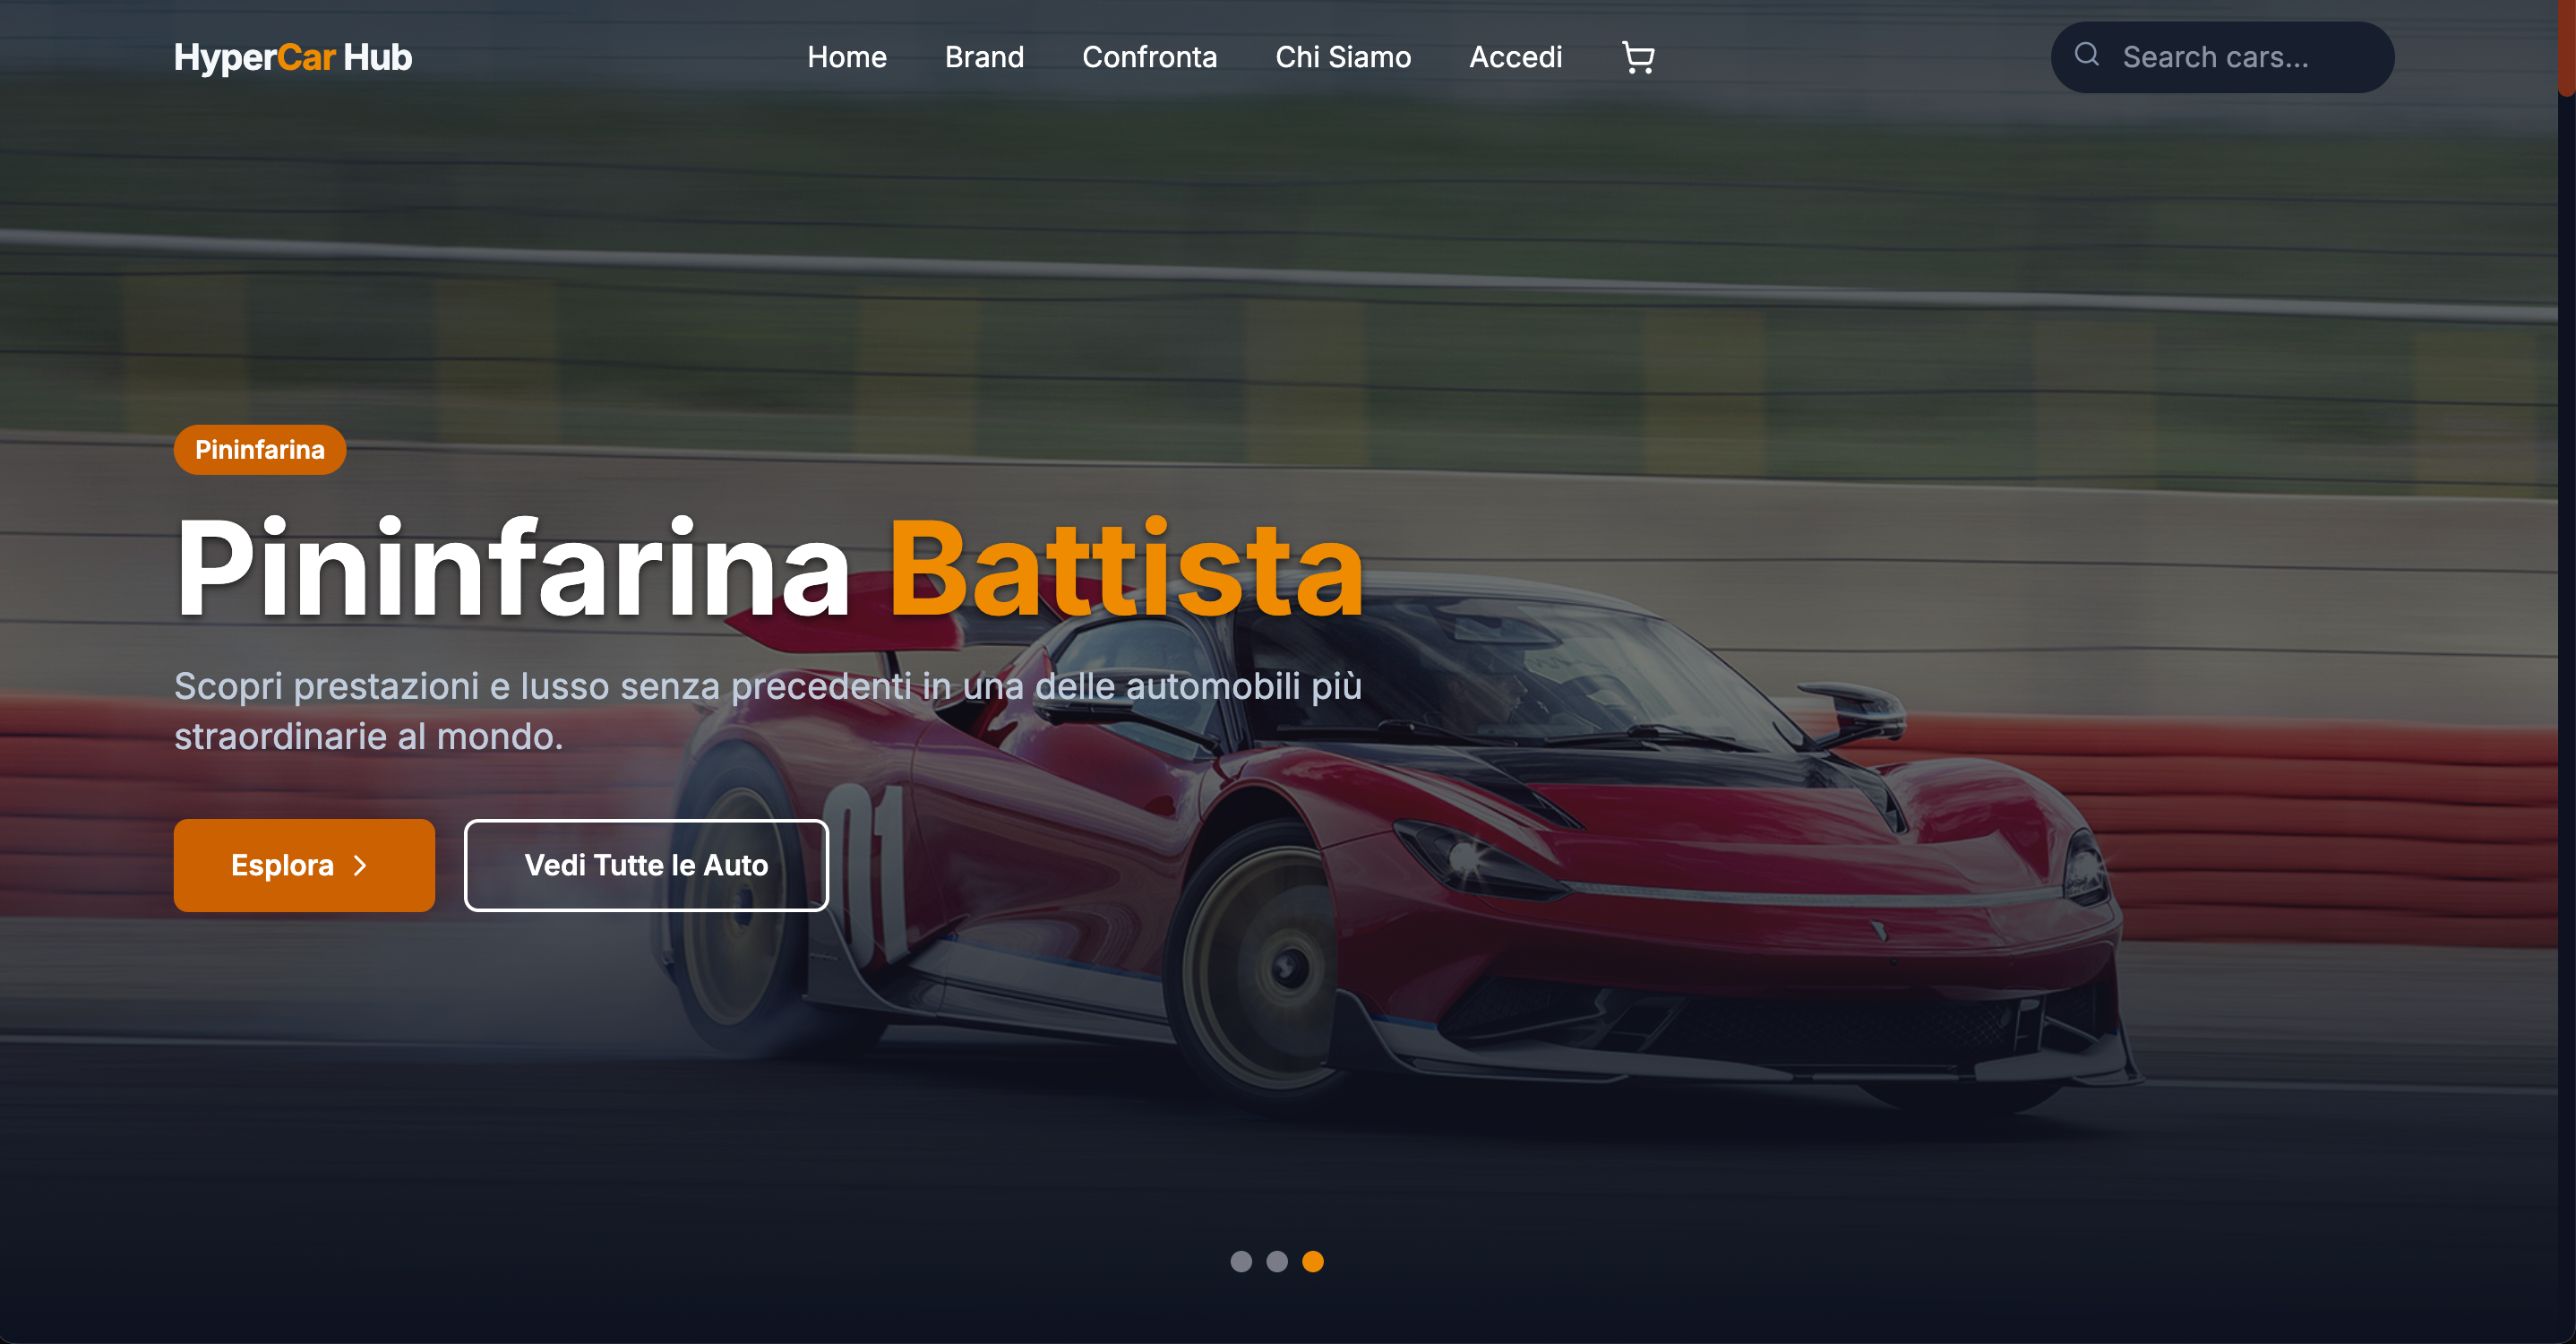 HyperCar Hub
Home
Brand
Confronta
Chi Siamo
Accedi
Search cars...
Pininfarina
Pininfarina Battista
Scopri prestazioni e lusso senza precedenti in una delle automobili più
straordinarie al mondo.
Esplora
Vedi Tutte le Auto
01